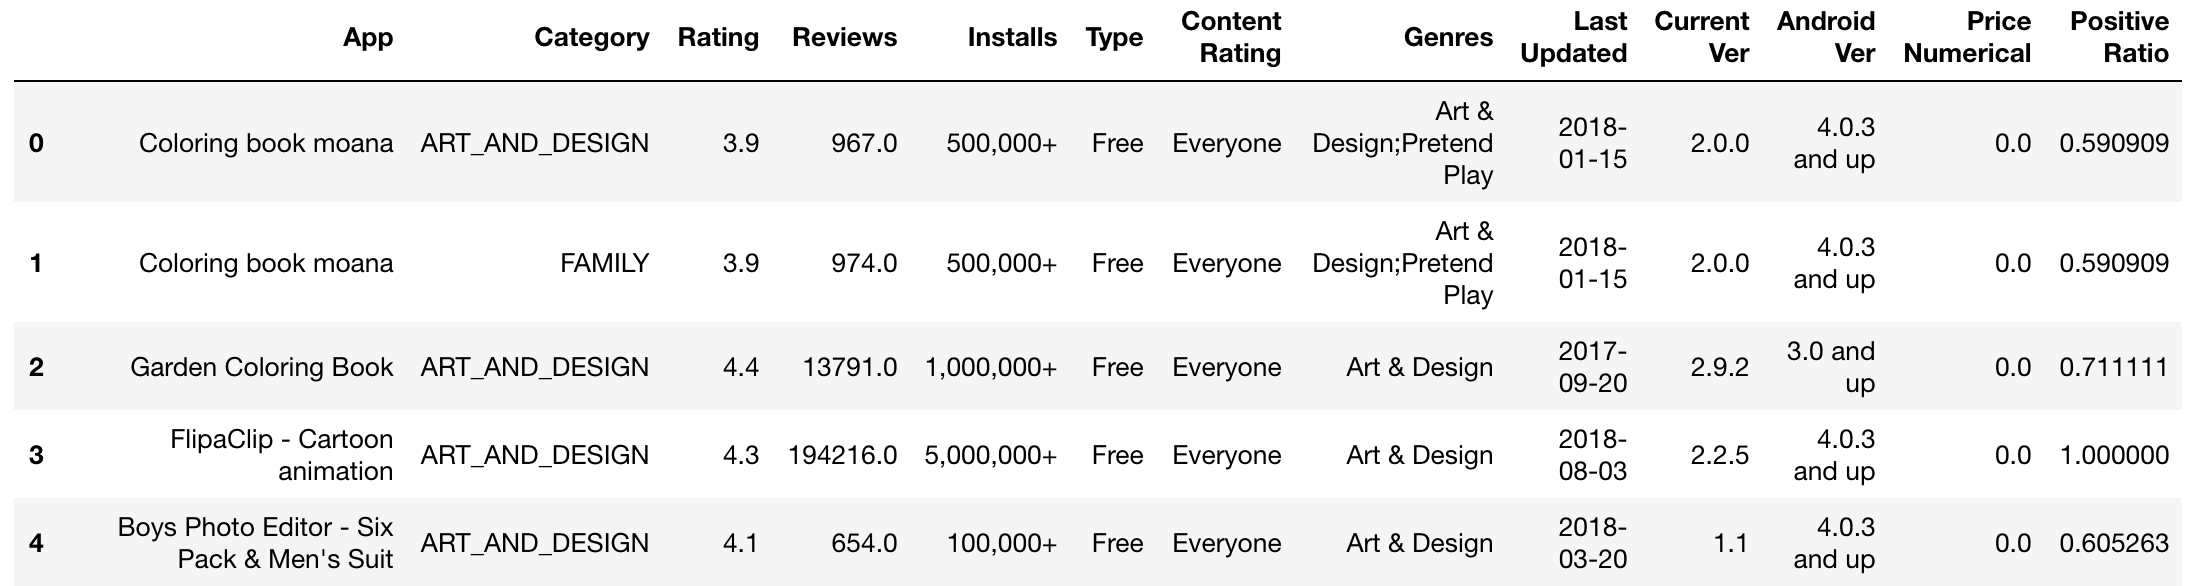 App Category Rating Reviews Installs Type Content Rating Genres Last Updated Current Ver Android Ver Price Numerical Positive Ratio
0 Coloring book moana ART_AND_DESIGN 3.9 967.0 500,000+ Free Everyone Art & Design;Pretend Play 2018-01-15 2.0.0 4.0.3 and up 0.0 0.590909
1 Coloring book moana FAMILY 3.9 974.0 500,000+ Free Everyone Art & Design;Pretend Play 2018-01-15 2.0.0 4.0.3 and up 0.0 0.590909
2 Garden Coloring Book ART_AND_DESIGN 4.4 13791.0 1,000,000+ Free Everyone Art & Design 2017-09-20 2.9.2 3.0 and up 0.0 0.711111
3 FlipaClip - Cartoon animation ART_AND_DESIGN 4.3 194216.0 5,000,000+ Free Everyone Art & Design 2018-08-03 2.2.5 4.0.3 and up 0.0 1.000000
4 Boys Photo Editor - Six Pack & Men's Suit ART_AND_DESIGN 4.1 654.0 100,000+ Free Everyone Art & Design 2018-03-20 1.1 4.0.3 and up 0.0 0.605263